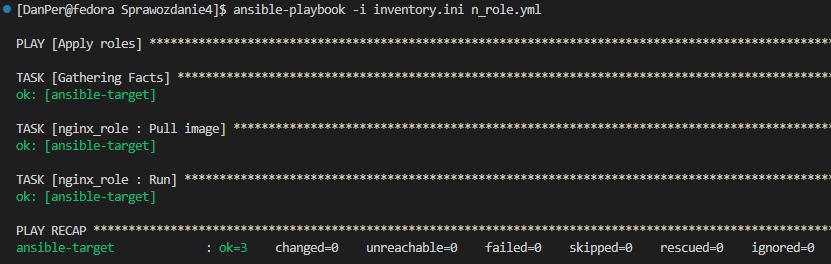 [DanPer@fedora Sprawozdanie4]$ ansible-playbook -i inventory.ini n_role.yml
PLAY [Apply roles] *************************************************************************************************
TASK [Gathering Facts] *********************************************************************************************
ok: [ansible-target]
TASK [nginx_role : Pull image] *************************************************************************************
ok: [ansible-target]
TASK [nginx_role : Run] ********************************************************************************************
ok: [ansible-target]
PLAY RECAP *********************************************************************************************************
ansible-target             : ok=3    changed=0    unreachable=0    failed=0    skipped=0    rescued=0    ignored=0